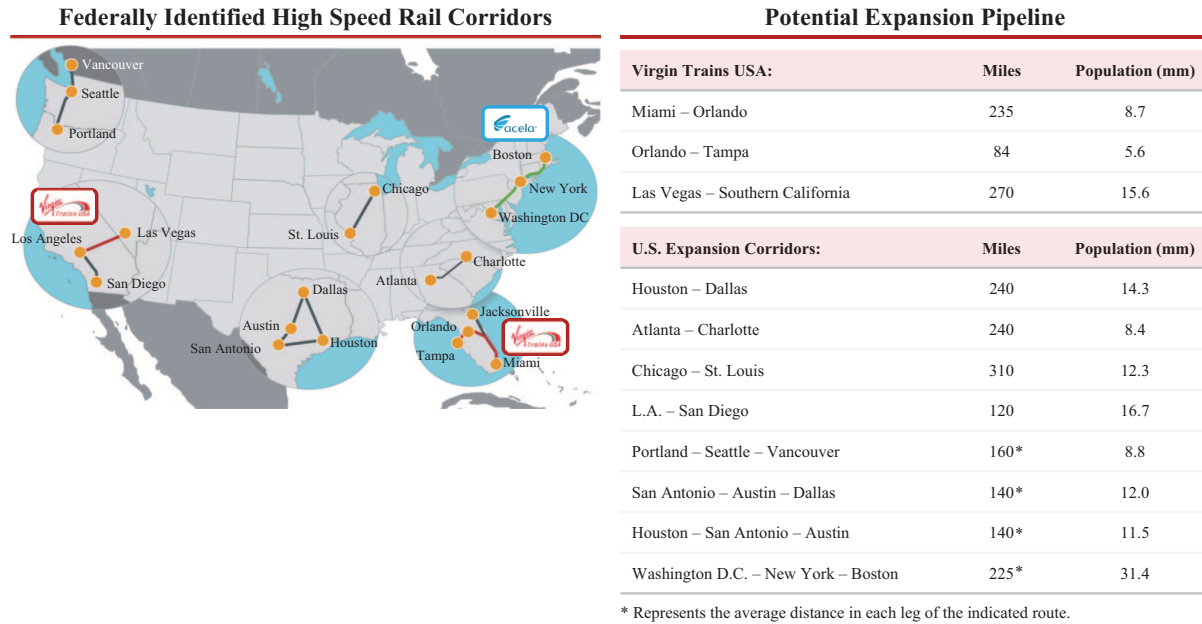 Federally Identified High Speed Rail Corridors
Vancouver
Seattle
Portland
acela
Boston
New York
Washington DC
Chicago
St. Louis
Virgin
Trains USA
Las Vegas
Los Angeles
San Diego
Charlotte
Atlanta
Dallas
Austin
San Antonio
Houston
Jacksonville
Orlando
Tampa
Virgin
Trains USA
Miami
Potential Expansion Pipeline
Virgin Trains USA: Miles Population (mm)
Miami – Orlando 235 8.7
Orlando – Tampa 84 5.6
Las Vegas – Southern California 270 15.6
U.S. Expansion Corridors: Miles Population (mm)
Houston – Dallas 240 14.3
Atlanta – Charlotte 240 8.4
Chicago – St. Louis 310 12.3
L.A. – San Diego 120 16.7
Portland – Seattle – Vancouver 160* 8.8
San Antonio – Austin – Dallas 140* 12.0
Houston – San Antonio – Austin 140* 11.5
Washington D.C. – New York – Boston 225* 31.4
* Represents the average distance in each leg of the indicated route.